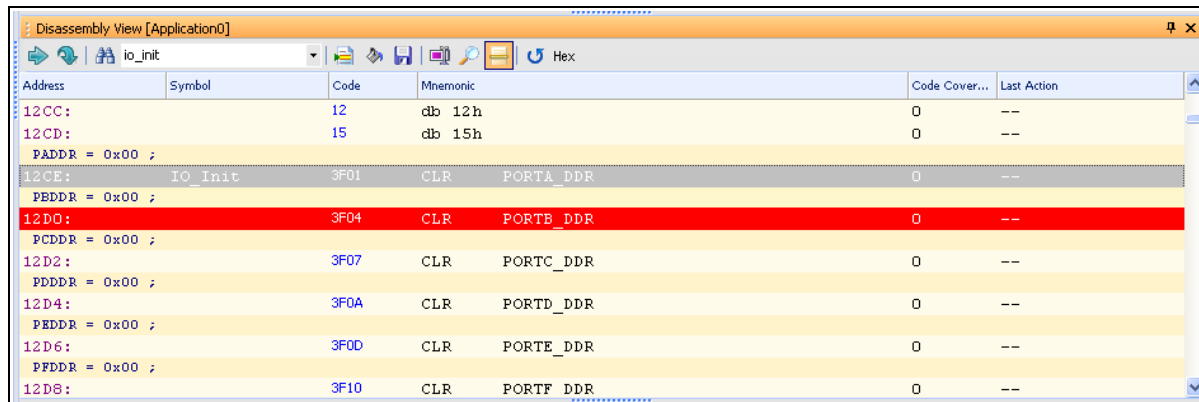 Disassembly View [Application0]
io_init Hex
Address Symbol Code Mnemonic Code Cover... Last Action
12CC: 12 db 12h 0 --
12CD: 15 db 15h 0 --
PADDR = 0x00 ;
12CE: IO_Init 3F01 CLR PORTA_DDR 0 --
PBDDR = 0x00 ;
12D0: 3F04 CLR PORTB_DDR 0 --
PCDDR = 0x00 ;
12D2: 3F07 CLR PORTC_DDR 0 --
PDDDR = 0x00 ;
12D4: 3F0A CLR PORTD_DDR 0 --
PEDDR = 0x00 ;
12D6: 3F0D CLR PORTE_DDR 0 --
PFDDR = 0x00 ;
12D8: 3F10 CLR PORTF_DDR 0 --